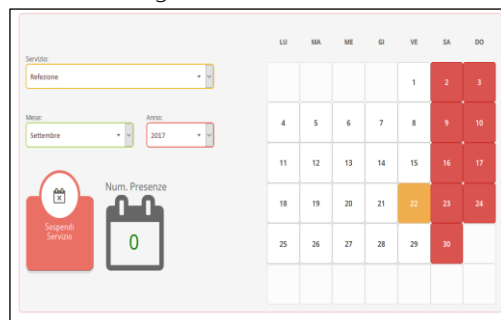 Servizio:
Refezione
Mese:
Anno:
Settembre
2017
Sospendi
Servizio
Num. Presenze
0
LU MA ME GI VE SA DO
1 2 3
4 5 6 7 8 9 10
11 12 13 14 15 16 17
18 19 20 21 22 23 24
25 26 27 28 29 30